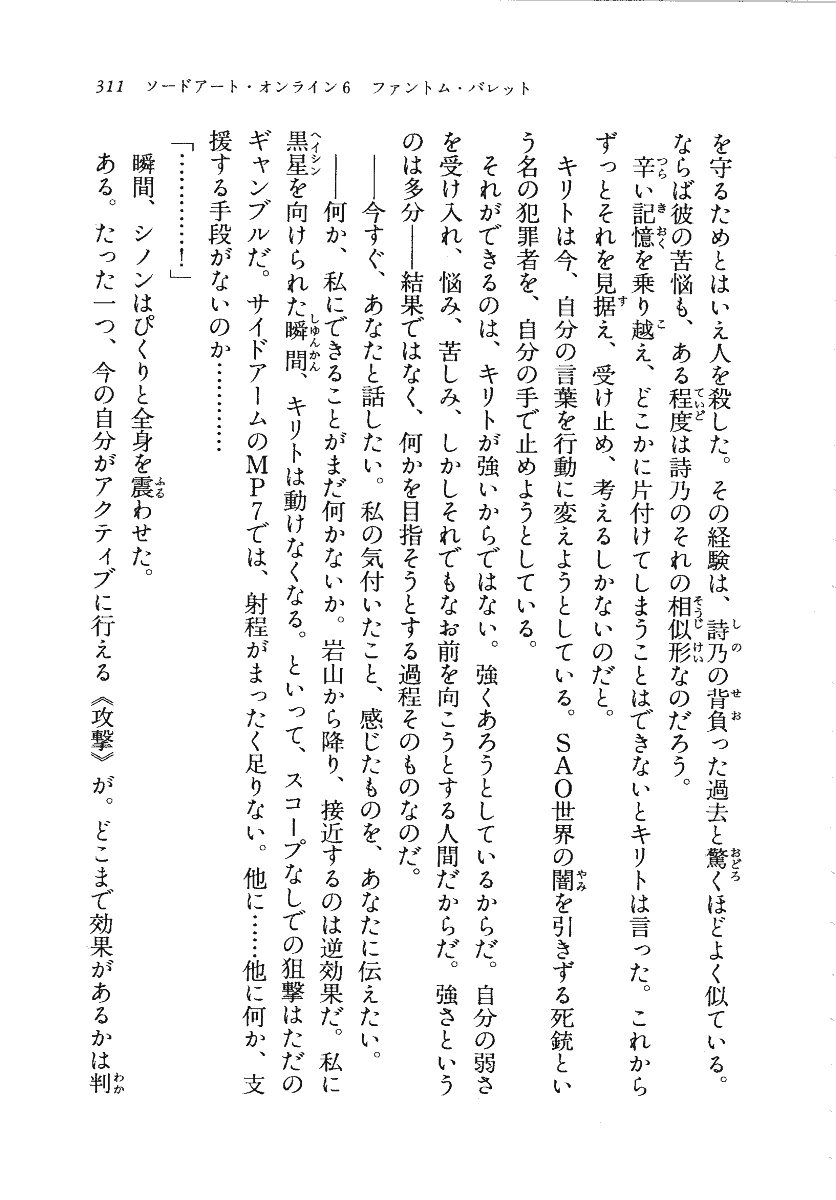 311 ソードアート・オンライン6 ファントム・バレット
を守るためとはいえ人を殺した。その経験は、詩乃の背負った過去と驚くほどよく似ている。
ならば彼の苦悩も、ある程度は詩乃のそれの相似形なのだろう。
辛い記憶を乗り越え、どこかに片付けてしまうことはできないとキリトは言った。これから
ずっとそれを見据え、受け止め、考えるしかないのだと。
キリトは今、自分の言葉を行動に変えようとしている。SAO世界の闇を引きずる死銃とい
う名の犯罪者を、自分の手で止めようとしている。
それができるのは、キリトが強いからではない。強くあろうとしているからだ。自分の弱さ
を受け入れ、悩み、苦しみ、しかしそれでもなお前を向こうとする人間だからだ。強さという
のは多分――結果ではなく、何かを目指そうとする過程そのものなのだ。
――今すぐ、あなたと話したい。私の気付いたこと、感じたものを、あなたに伝えたい。
――何か、私にできることがまだ何かないか。岩山から降り、接近するのは逆効果だ。私に
黒星を向けられた瞬間、キリトは動けなくなる。といって、スコープなしでの狙撃はただの
ギャンブルだ。サイドアームのMP7では、射程がまったく足りない。他に……他に何か、支
援する手段がないのか…………
「…………！」
瞬間、シノンはぴくりと全身を震わせた。
ある。たった一つ、今の自分がアクティブに行える《攻撃》が。どこまで効果があるかは判